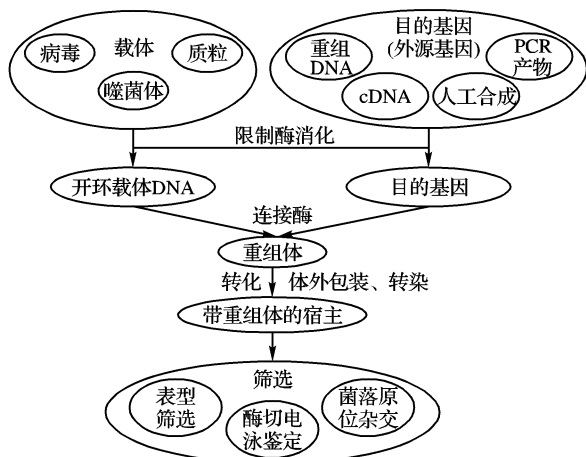 载体
病毒
质粒
噬菌体
目的基因
(外源基因)
重组
DNA
PCR
产物
cDNA
人工合成
限制酶消化
开环载体DNA
目的基因
连接酶
重组体
转化 体外包装、转染
带重组体的宿主
筛选
表型
筛选
酶切电
泳鉴定
菌落原
位杂交